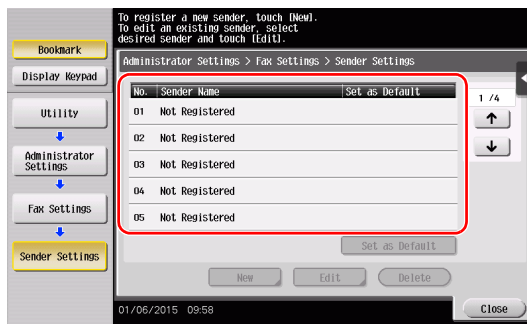 To register a new sender, touch [New].
To edit an existing sender, select
desired sender and touch [Edit].
Bookmark
Display Keypad
Utility
Administrator
Settings
Fax Settings
Sender Settings
Administrator Settings > Fax Settings > Sender Settings
No. Sender Name Set as Default
01 Not Registered
02 Not Registered
03 Not Registered
04 Not Registered
05 Not Registered
1 /4
Set as Default
New Edit Delete
01/06/2015 09:58
Close